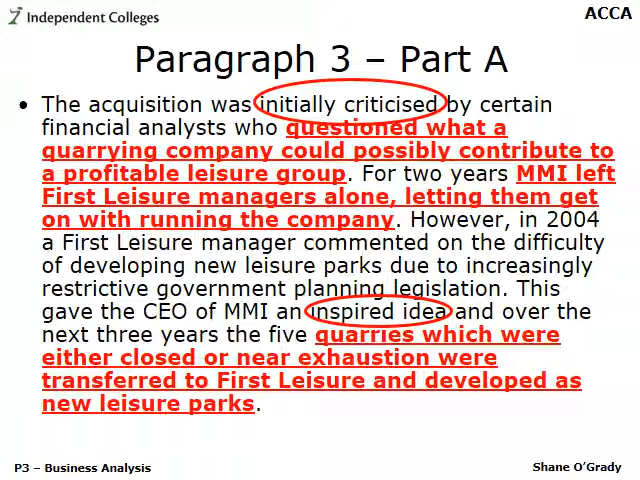 Independent Colleges
ACCA
Paragraph 3 – Part A
• The acquisition was initially criticised by certain
financial analysts who questioned what a
quarrying company could possibly contribute to
a profitable leisure group. For two years MMI left
First Leisure managers alone, letting them get
on with running the company. However, in 2004
a First Leisure manager commented on the difficulty
of developing new leisure parks due to increasingly
restrictive government planning legislation. This
gave the CEO of MMI an inspired idea and over the
next three years the five quarries which were
either closed or near exhaustion were
transferred to First Leisure and developed as
new leisure parks.
P3 – Business Analysis
Shane O’Grady